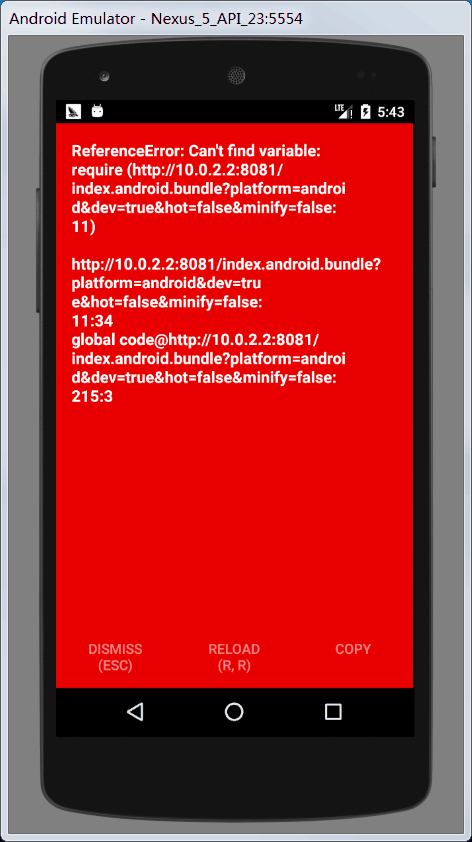 Android Emulator - Nexus_5_API_23:5554
LTE 5:43
ReferenceError: Can't find variable:
require (http://10.0.2.2:8081/
index.android.bundle?platform=androi
d&dev=true&hot=false&minify=false:
11)
http://10.0.2.2:8081/index.android.bundle?
platform=android&dev=tru
e&hot=false&minify=false:
11:34
global code@http://10.0.2.2:8081/
index.android.bundle?platform=androi
d&dev=true&hot=false&minify=false:
215:3
DISMISS
(ESC)
RELOAD
(R, R)
COPY